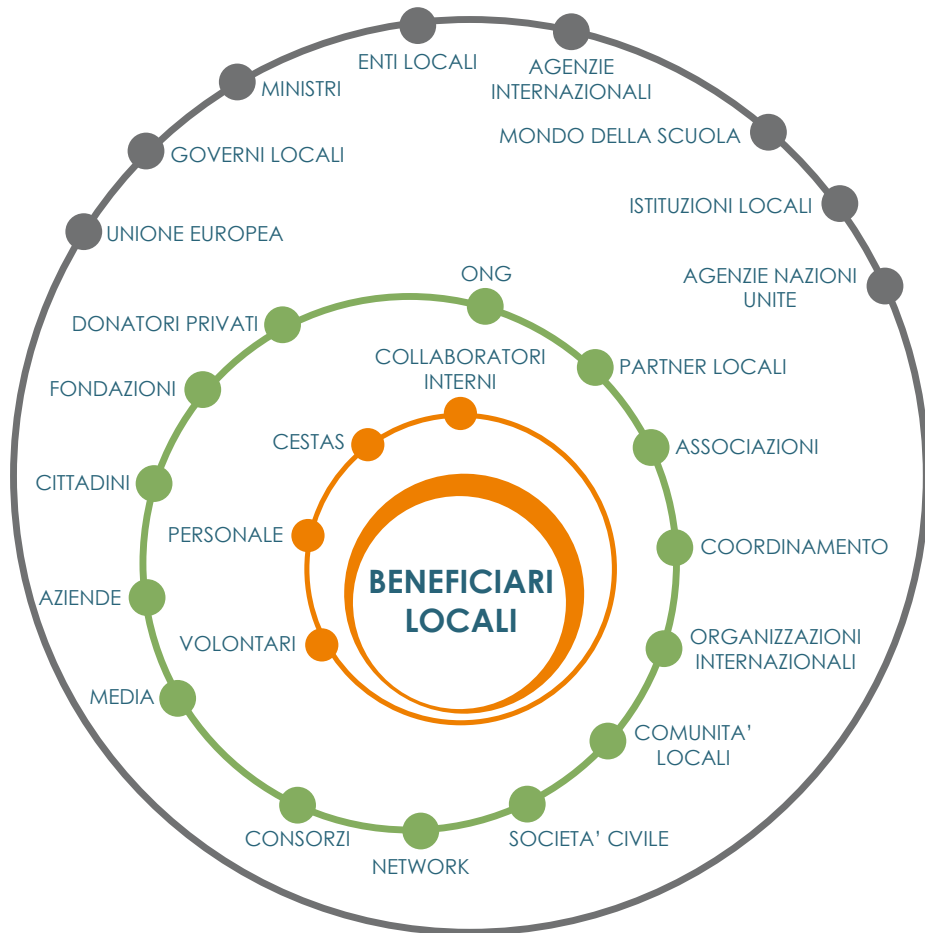 ENTI LOCALI
AGENZIE
INTERNAZIONALI
MINISTRI
MONDO DELLA SCUOLA
GOVERNI LOCALI
ISTITUZIONI LOCALI
UNIONE EUROPEA
AGENZIE NAZIONI
UNITE
ONG
DONATORI PRIVATI
COLLABORATORI
INTERNI
PARTNER LOCALI
FONDAZIONI
CESTAS
ASSOCIAZIONI
CITTADINI
PERSONALE
COORDINAMENTO
BENEFICIARI
LOCALI
AZIENDE
VOLONTARI
ORGANIZZAZIONI
INTERNAZIONALI
MEDIA
COMUNITA’
LOCALI
CONSORZI
SOCIETA’ CIVILE
NETWORK